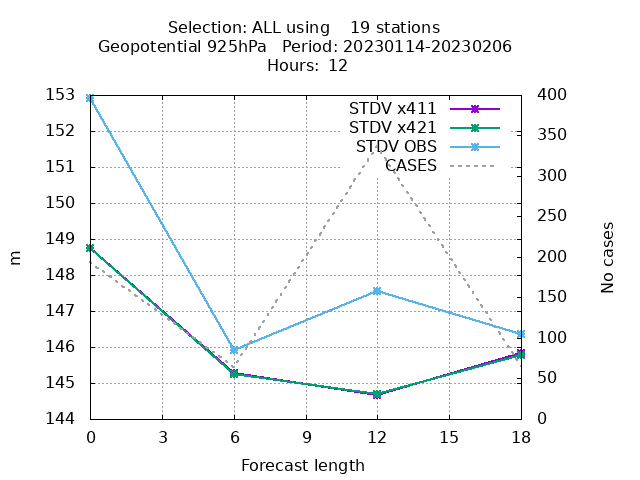 Selection: ALL using    19 stations
Geopotential 925hPa   Period: 20230114-20230206
Hours:  12
STDV x411
STDV x421
STDV OBS
CASES
153
152
151
150
149
148
147
146
145
144
m
400
350
300
250
200
150
100
50
0
No cases
0 3 6 9 12 15 18
Forecast length